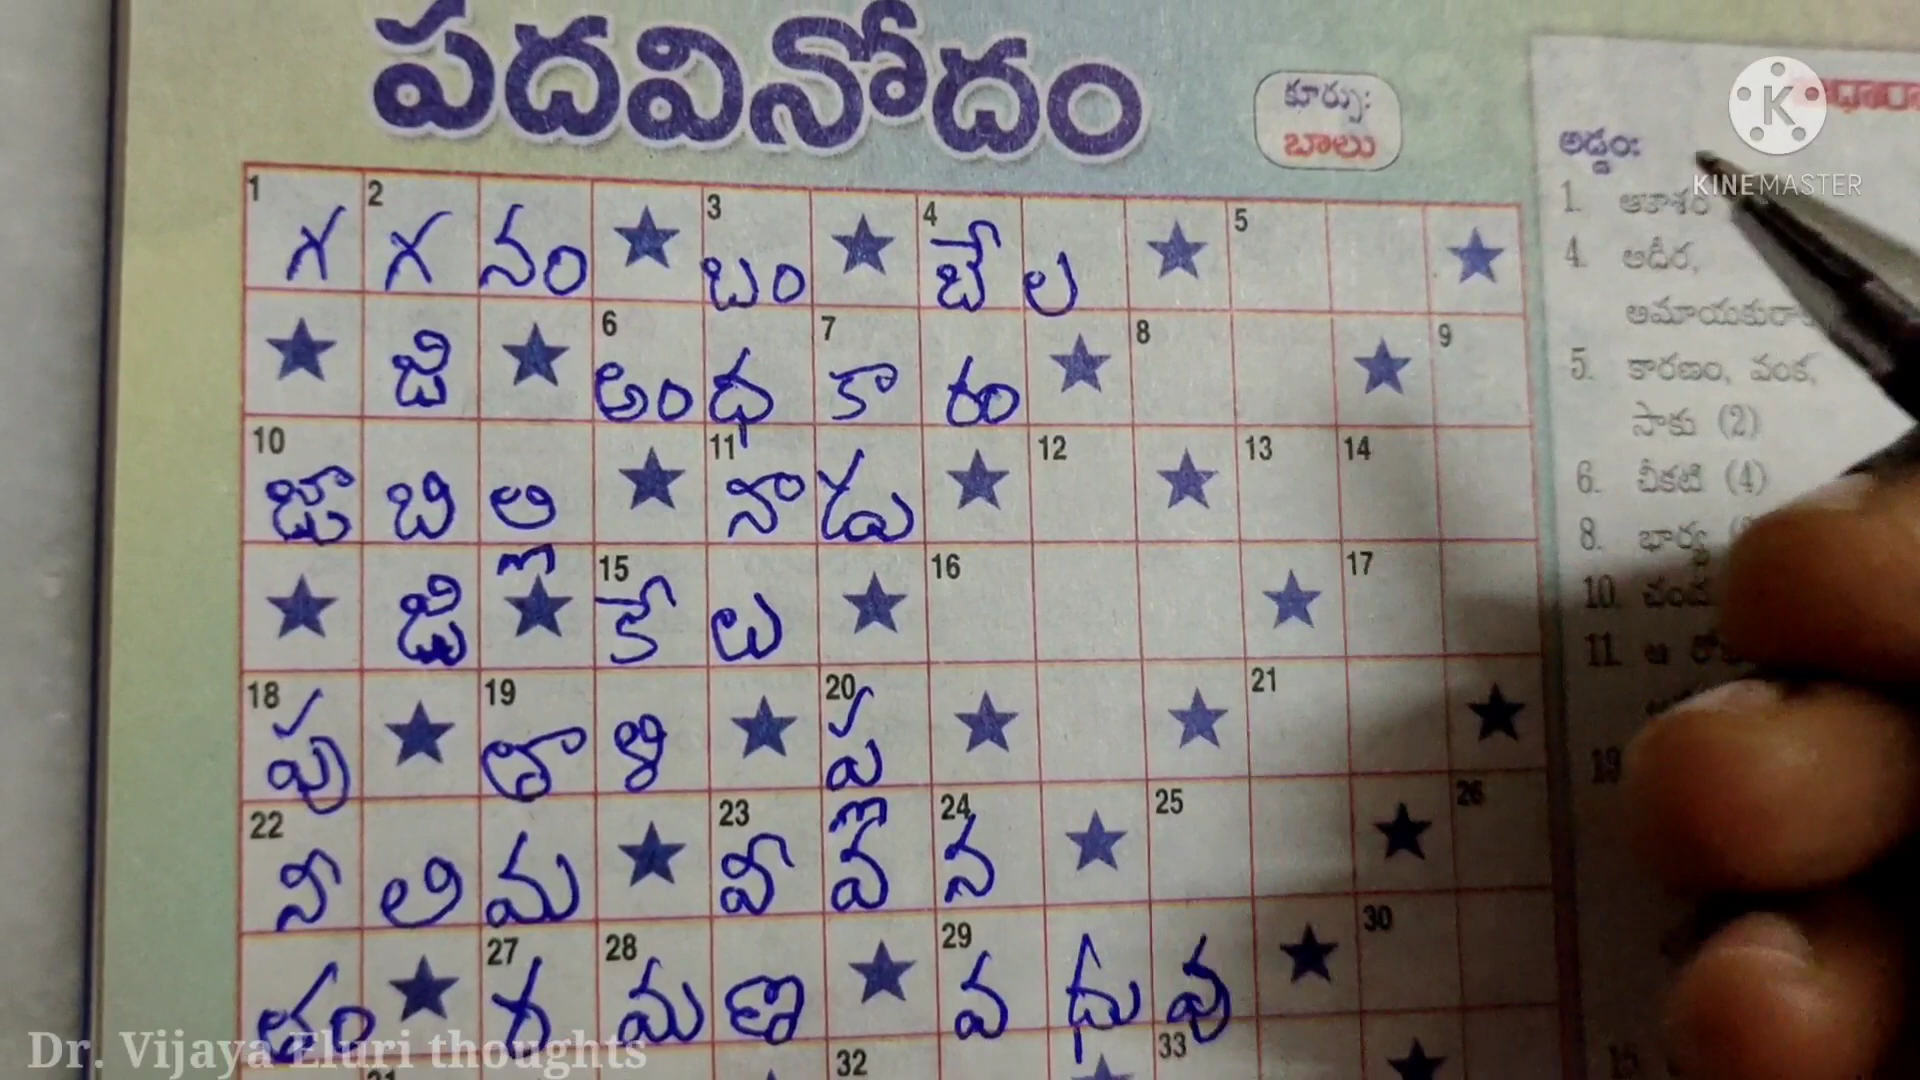 పదవినోదం
కూర్పు:
బాలు
K
KINEMASTER
అడ్డం:
1. ఆకాశం
4. అదీర,
అమాయకురాలు
5. కారణం, వంక,
సాకు (2)
6. చీకటి (4)
8. భార్య
10. చంద
11. ఆ
1 గ 2 గ నం ★ 3 బం ★ 4 బే ల ★ 5 ★
★ జి ★ 6 అం ధ 7 కా రం ★ 8 ★ 9
10 జా బి ల్లి ★ 11 నా డు ★ 12 ★ 13 14
★ జి ★ 15 కే లు ★ 16 ★ 17
18 పు ★ 19 తా ళి ★ 20 ప ★ ★ 21 ★
22 నీ లి మ ★ 23 వీ వ 24 న ★ 25 ★ 26
తం ★ 27 గ 28 మ ణ ★ 29 వ ధు వు ★ 30
32 33 ★
Dr. Vijaya Eluri thoughts